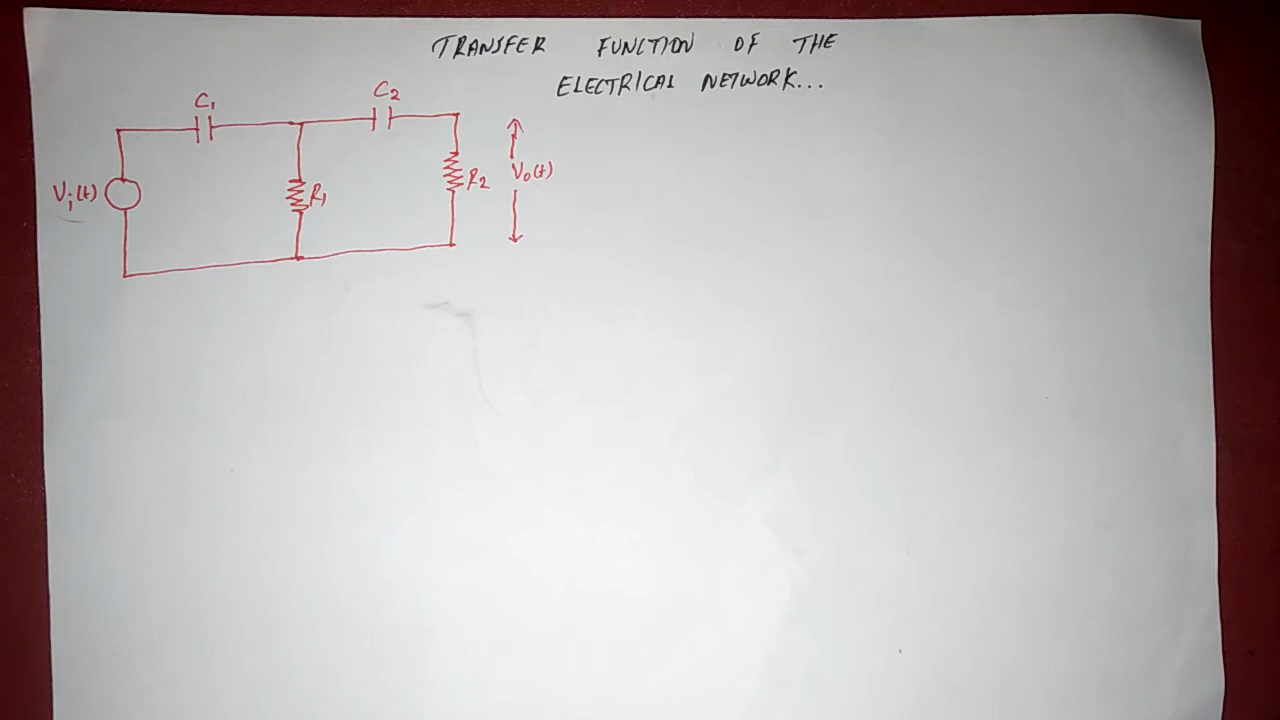 TRANSFER FUNCTION OF THE
ELECTRICAL NETWORK...
C1
C2
Vi(t)
R1
R2
Vo(t)